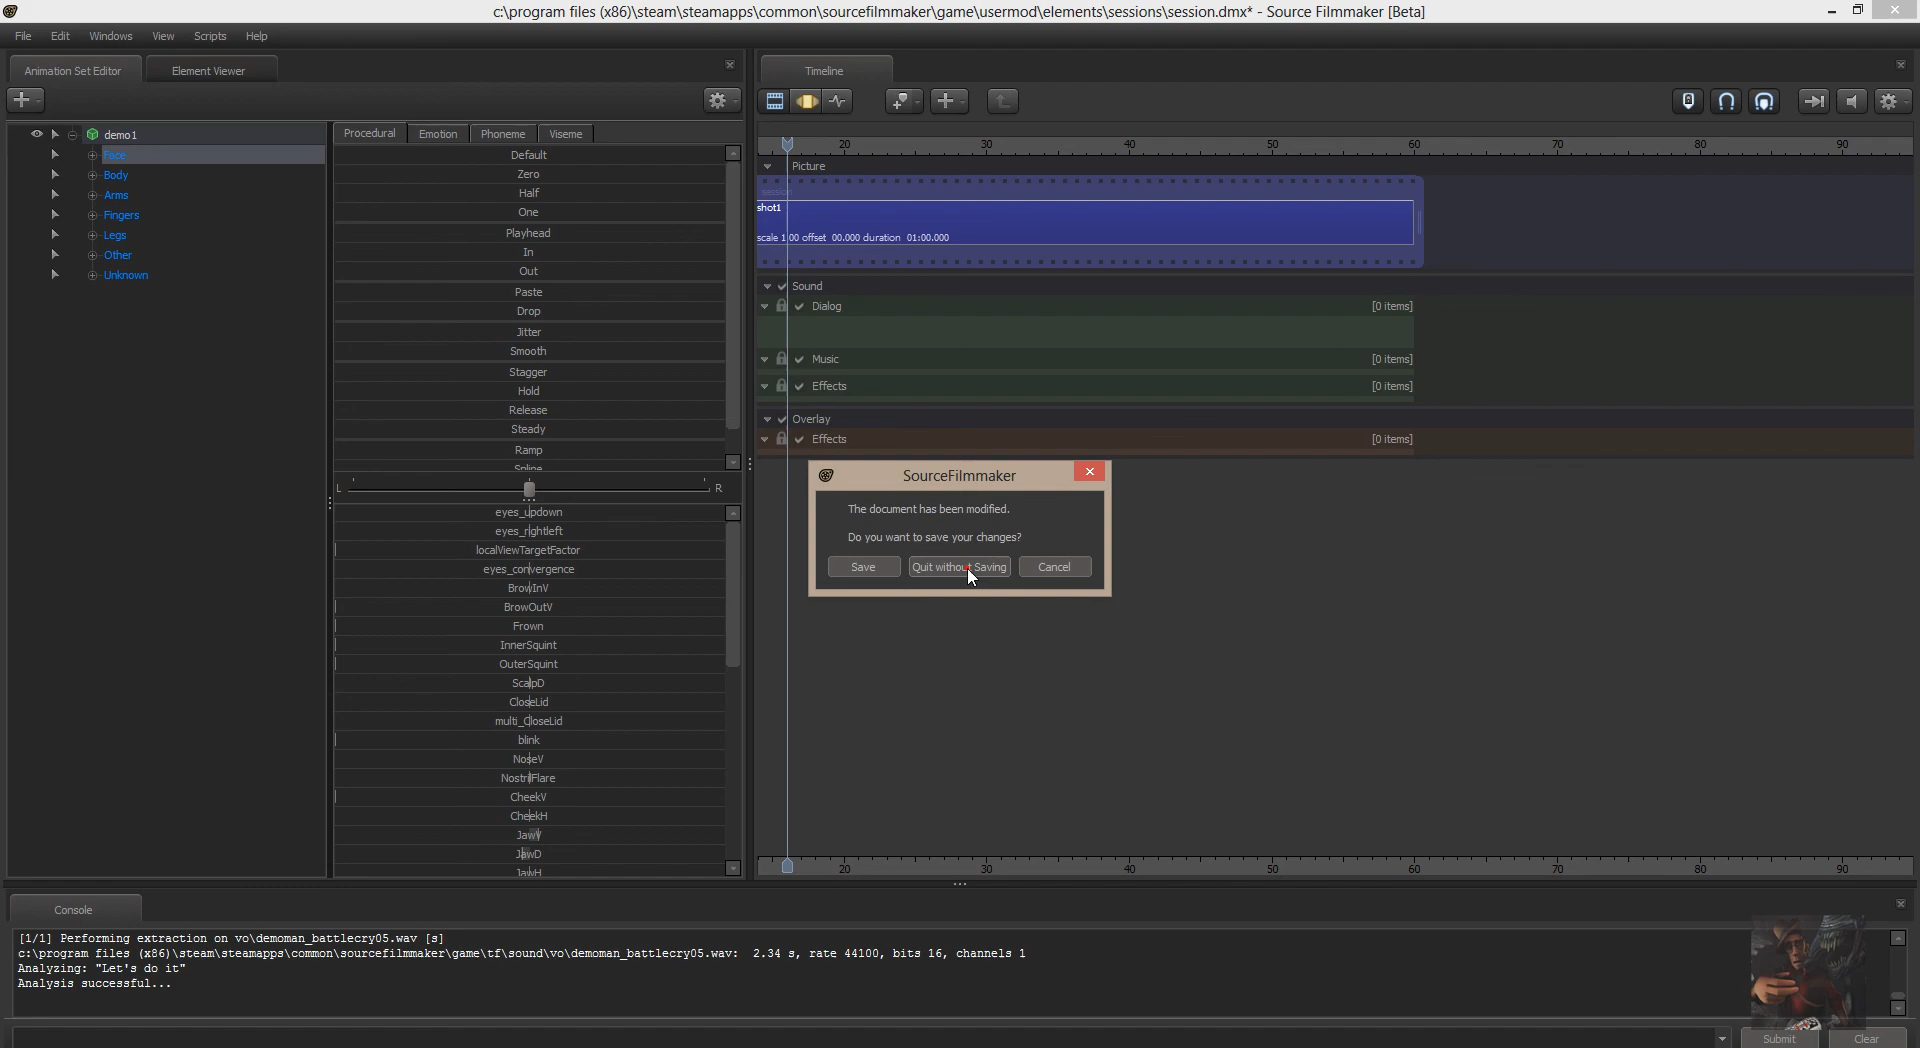 c:\program files (x86)\steam\steamapps\common\sourcefilmmaker\game\usermod\elements\sessions\session.dmx* - Source Filmmaker [Beta]
File Edit Windows View Scripts Help
Animation Set Editor Element Viewer
demo1
Face
Body
Arms
Fingers
Legs
Other
Unknown
Procedural Emotion Phoneme Viseme
Default
Zero
Half
One
Playhead
In
Out
Paste
Drop
Jitter
Smooth
Stagger
Hold
Release
Steady
Ramp
Spline
L R
eyes_updown
eyes_rightleft
localViewTargetFactor
eyes_convergence
BrowInV
BrowOutV
Frown
InnerSquint
OuterSquint
ScalpD
CloseLid
multi_CloseLid
blink
NoseV
NostrilFlare
CheekV
CheekH
JawV
JawD
JawH
Timeline
20 30 40 50 60 70 80 90
Picture
session
shot1
scale 1.00 offset 00.000 duration 01:00.000
Sound
Dialog [0 items]
Music [0 items]
Effects [0 items]
Overlay
Effects [0 items]
SourceFilmmaker
The document has been modified.
Do you want to save your changes?
Save Quit without Saving Cancel
20 30 40 50 60 70 80 90
Console
[1/1] Performing extraction on vo\demoman_battlecry05.wav [s]
c:\program files (x86)\steam\steamapps\common\sourcefilmmaker\game\tf\sound\vo\demoman_battlecry05.wav: 2.34 s, rate 44100, bits 16, channels 1
Analyzing: "Let's do it"
Analysis successful...
Submit Clear